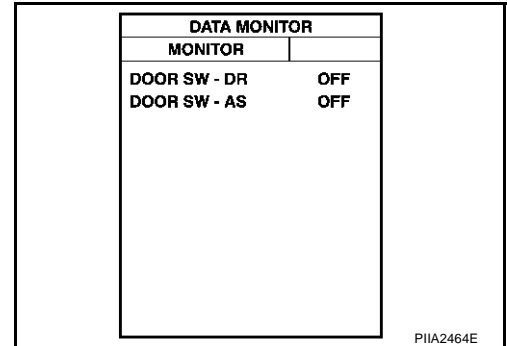 DATA MONITOR
MONITOR
DOOR SW - DR OFF
DOOR SW - AS OFF
PIIA2464E